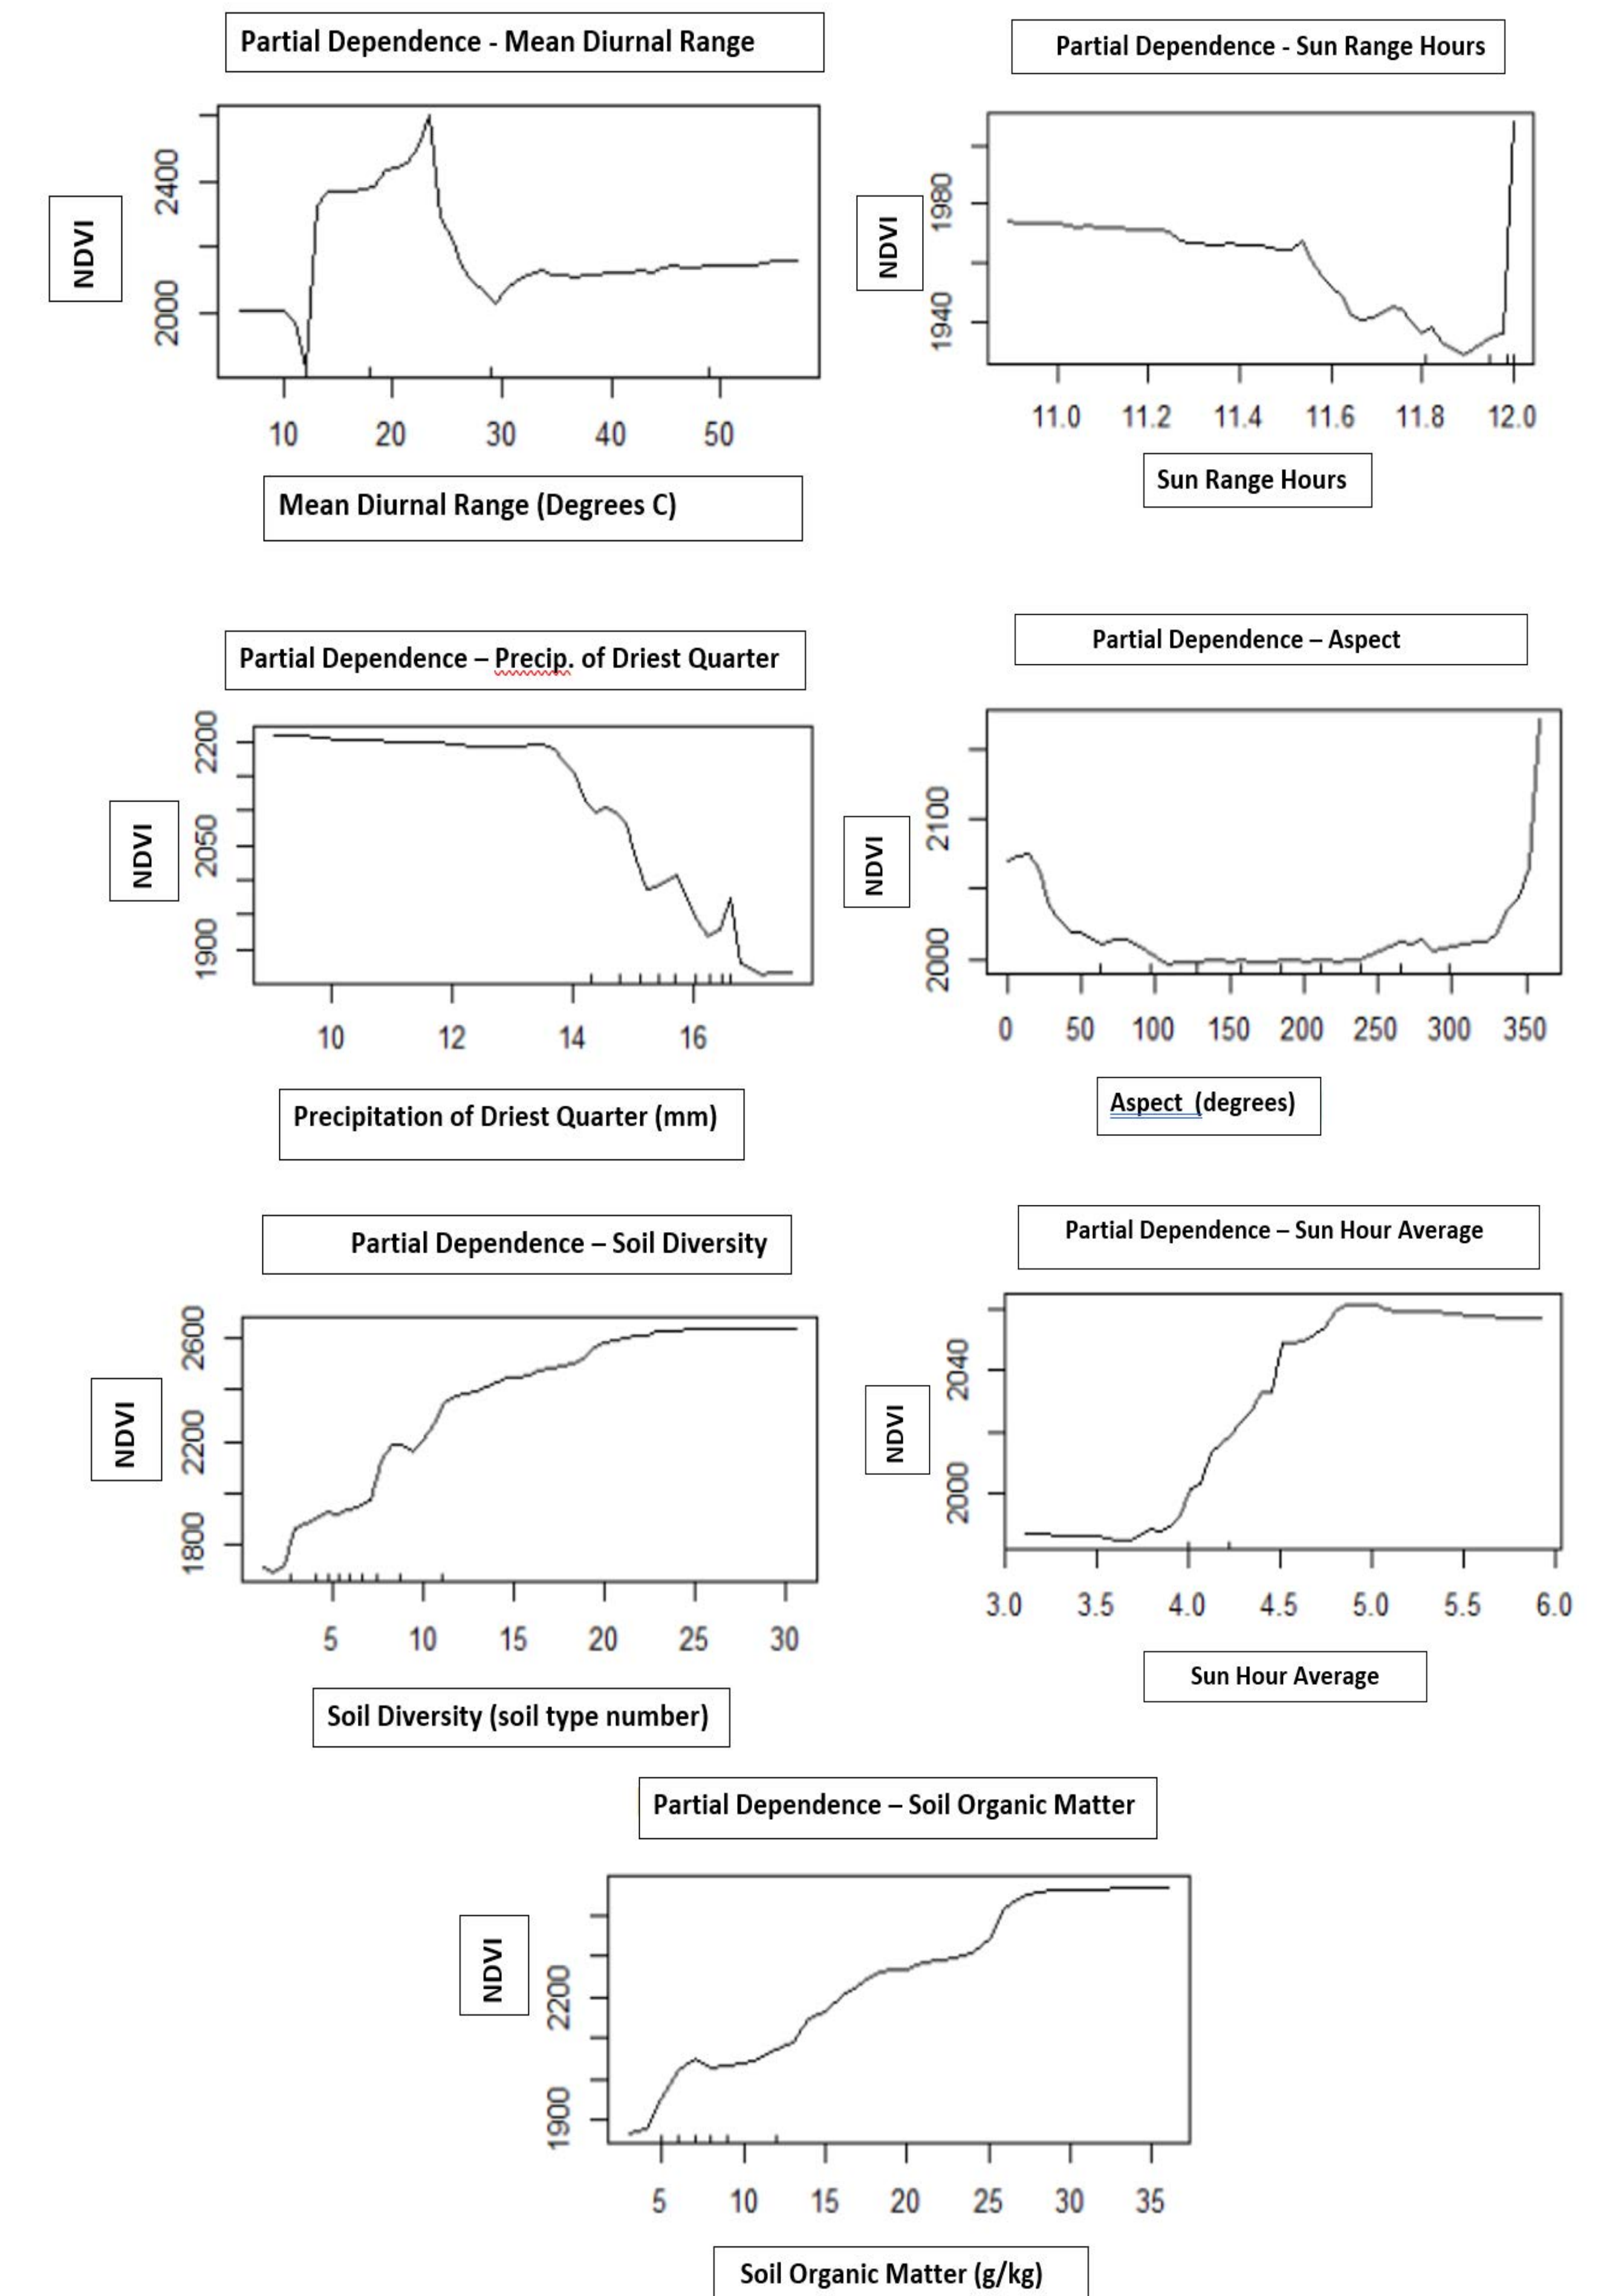 Partial Dependence - Mean Diurnal Range
NDVI
2400
2000
10 20 30 40 50
Mean Diurnal Range (Degrees C)
Partial Dependence - Sun Range Hours
NDVI
1980
1940
11.0 11.2 11.4 11.6 11.8 12.0
Sun Range Hours
Partial Dependence – Precip. of Driest Quarter
NDVI
2200
2050
1900
10 12 14 16
Precipitation of Driest Quarter (mm)
Partial Dependence – Aspect
NDVI
2100
2000
0 50 100 150 200 250 300 350
Aspect (degrees)
Partial Dependence – Soil Diversity
NDVI
2600
2200
1800
5 10 15 20 25 30
Soil Diversity (soil type number)
Partial Dependence – Sun Hour Average
NDVI
2040
2000
3.0 3.5 4.0 4.5 5.0 5.5 6.0
Sun Hour Average
Partial Dependence – Soil Organic Matter
NDVI
2200
1900
5 10 15 20 25 30 35
Soil Organic Matter (g/kg)